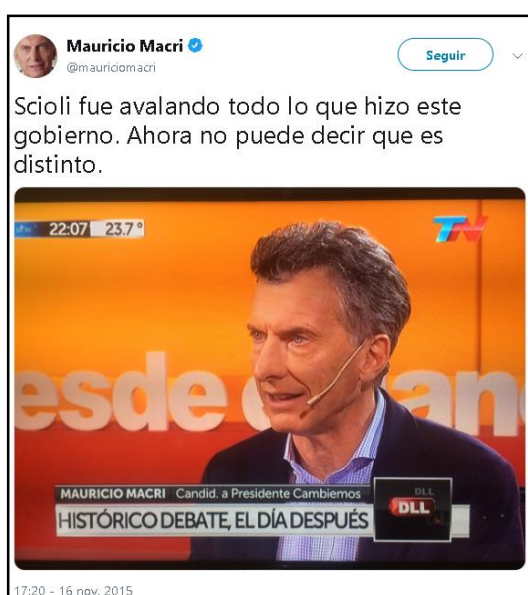 Mauricio Macri
@mauriciomacri
Seguir
Scioli fue avalando todo lo que hizo este
gobierno. Ahora no puede decir que es
distinto.
22:07 23.7°
TN
esde
an
MAURICIO MACRI Candid. a Presidente Cambiemos
HISTÓRICO DEBATE, EL DÍA DESPUÉS
DLL
DLL
17:20 - 16 nov. 2015